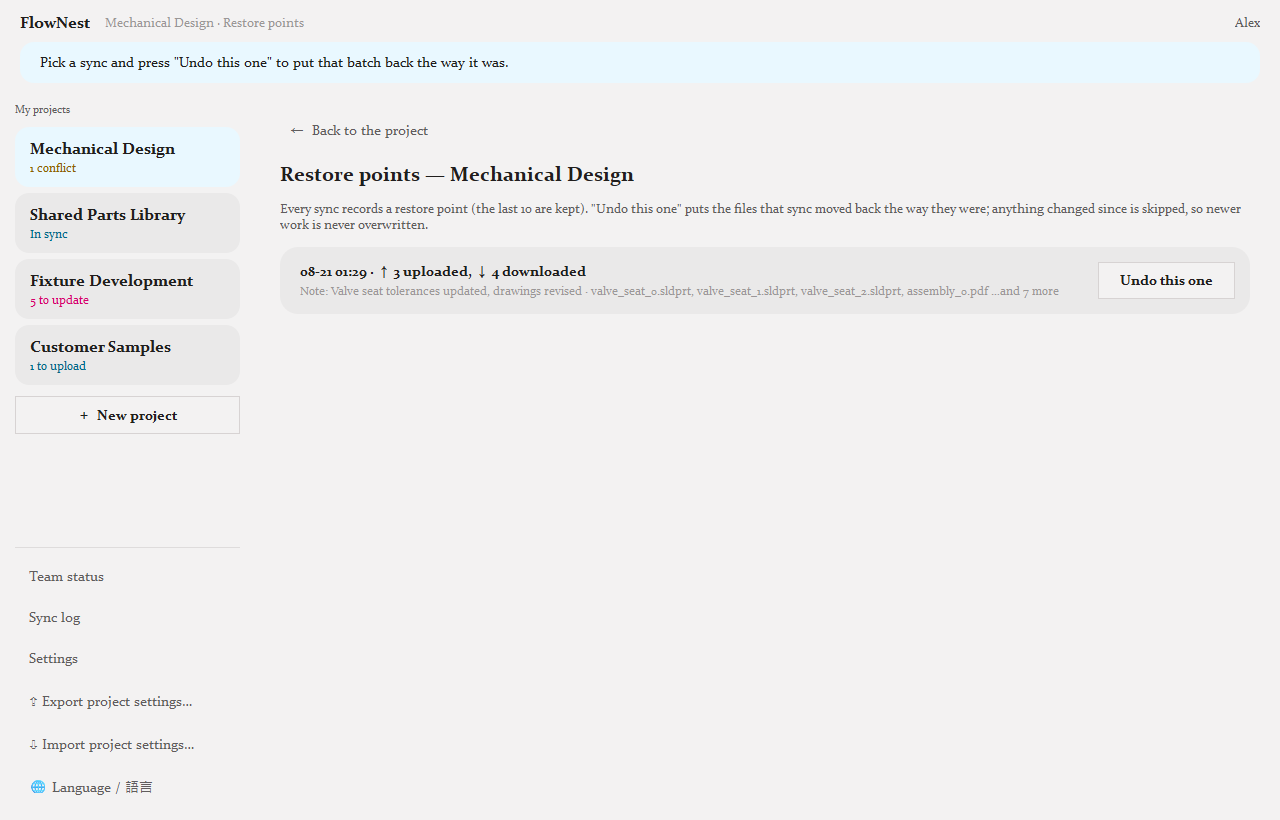 FlowNest Mechanical Design · Restore points Alex
Pick a sync and press "Undo this one" to put that batch back the way it was.
My projects
Mechanical Design
1 conflict
Shared Parts Library
In sync
Fixture Development
5 to update
Customer Samples
1 to upload
+ New project
Team status
Sync log
Settings
⇧ Export project settings...
⇩ Import project settings...
🌐 Language / 語言
← Back to the project
Restore points — Mechanical Design
Every sync records a restore point (the last 10 are kept). "Undo this one" puts the files that sync moved back the way they were; anything changed since is skipped, so newer
work is never overwritten.
08-21 01:29 · ↑ 3 uploaded, ↓ 4 downloaded
Note: Valve seat tolerances updated, drawings revised · valve_seat_0.sldprt, valve_seat_1.sldprt, valve_seat_2.sldprt, assembly_0.pdf ...and 7 more
Undo this one